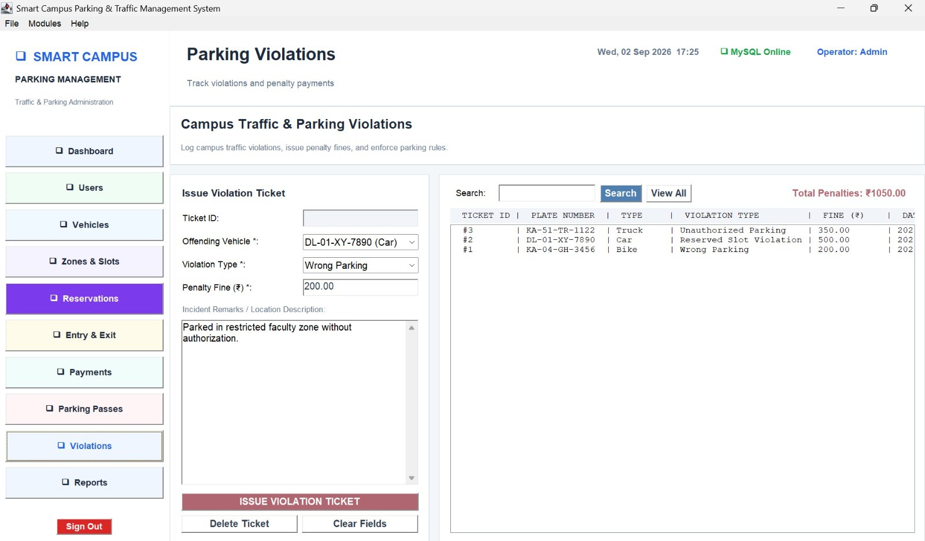 Smart Campus Parking & Traffic Management System
File Modules Help
SMART CAMPUS
PARKING MANAGEMENT
Traffic & Parking Administration
Dashboard
Users
Vehicles
Zones & Slots
Reservations
Entry & Exit
Payments
Parking Passes
Violations
Reports
Sign Out
Parking Violations
Wed, 02 Sep 2026 17:25 MySQL Online Operator: Admin
Track violations and penalty payments
Campus Traffic & Parking Violations
Log campus traffic violations, issue penalty fines, and enforce parking rules.
Issue Violation Ticket
Ticket ID:
Offending Vehicle *: DL-01-XY-7890 (Car)
Violation Type *: Wrong Parking
Penalty Fine (₹) *: 200.00
Incident Remarks / Location Description:
Parked in restricted faculty zone without
authorization.
ISSUE VIOLATION TICKET
Delete Ticket Clear Fields
Search: Search View All Total Penalties: ₹1050.00
TICKET ID | PLATE NUMBER | TYPE | VIOLATION TYPE | FINE (₹) | DA
#3 | KA-51-TR-1122 | Truck | Unauthorized Parking | 350.00 | 202
#2 | DL-01-XY-7890 | Car | Reserved Slot Violation | 500.00 | 202
#1 | KA-04-GH-3456 | Bike | Wrong Parking | 200.00 | 202